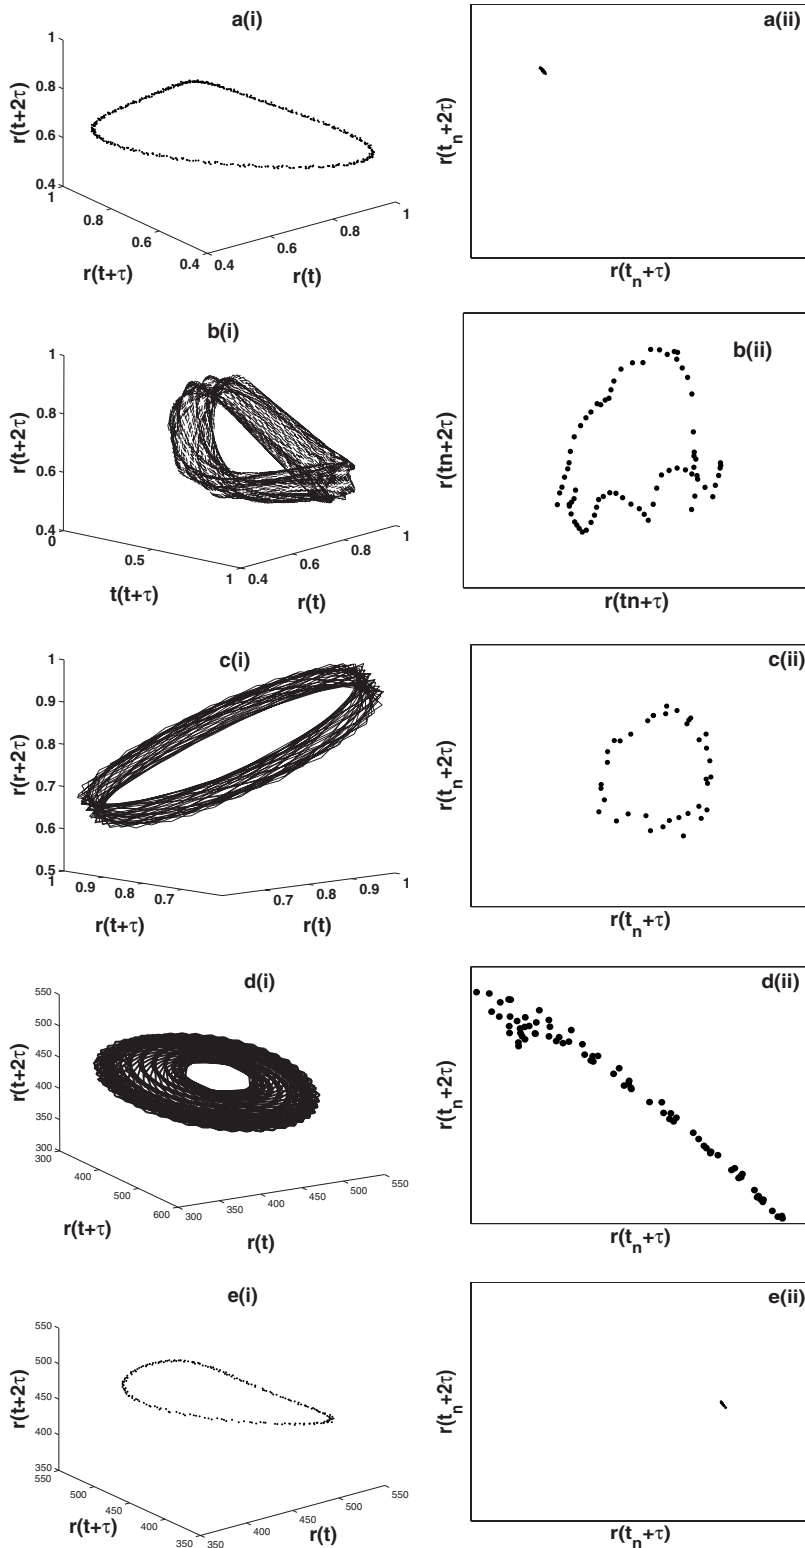 a(i)
1
0.8
0.6
0.4
r(t+2τ)
1
0.8
0.6
0.4
r(t+τ)
0.4
0.6
0.8
1
r(t)
a(ii)
r(t_n+2τ)
r(t_n+τ)
b(i)
1
0.8
0.6
0.4
r(t+2τ)
0
0.5
1
t(t+τ)
0.4
0.6
0.8
1
r(t)
b(ii)
r(tn+2τ)
r(tn+τ)
c(i)
1
0.9
0.8
0.7
0.6
0.5
r(r+2τ)
1
0.9
0.8
0.7
r(t+τ)
0.7
0.8
0.9
1
r(t)
c(ii)
r(t_n+2τ)
r(t_n+τ)
d(i)
550
500
450
400
350
300
r(t+2τ)
300
400
500
600
r(t+τ)
300
350
400
450
500
550
r(t)
d(ii)
r(t_n+2τ)
r(t_n+τ)
e(i)
550
500
450
400
350
r(t+2τ)
550
500
450
400
350
r(t+τ)
350
400
450
500
550
r(t)
e(ii)
r(t_n+2τ)
r(t_n+τ)